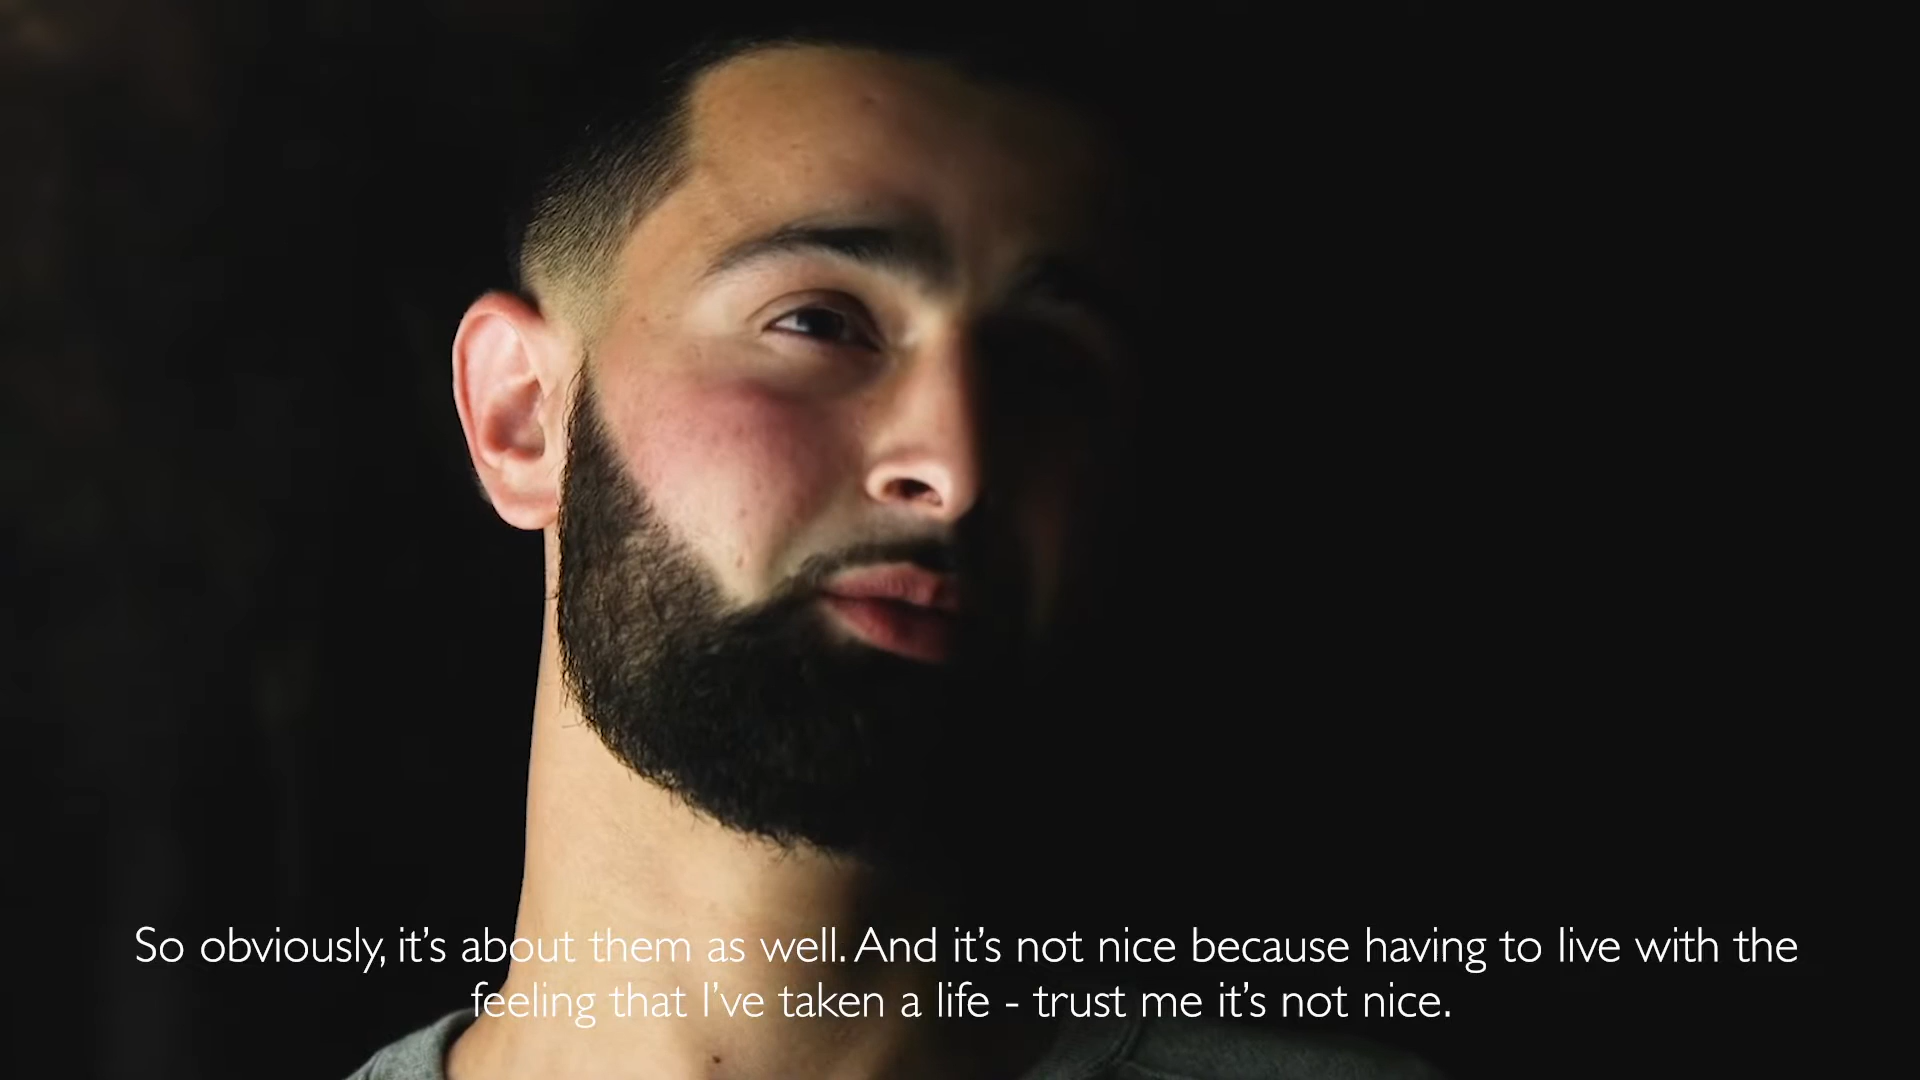 So obviously, it's about them as well. And it's not nice because having to live with the
feeling that I've taken a life - trust me it's not nice.